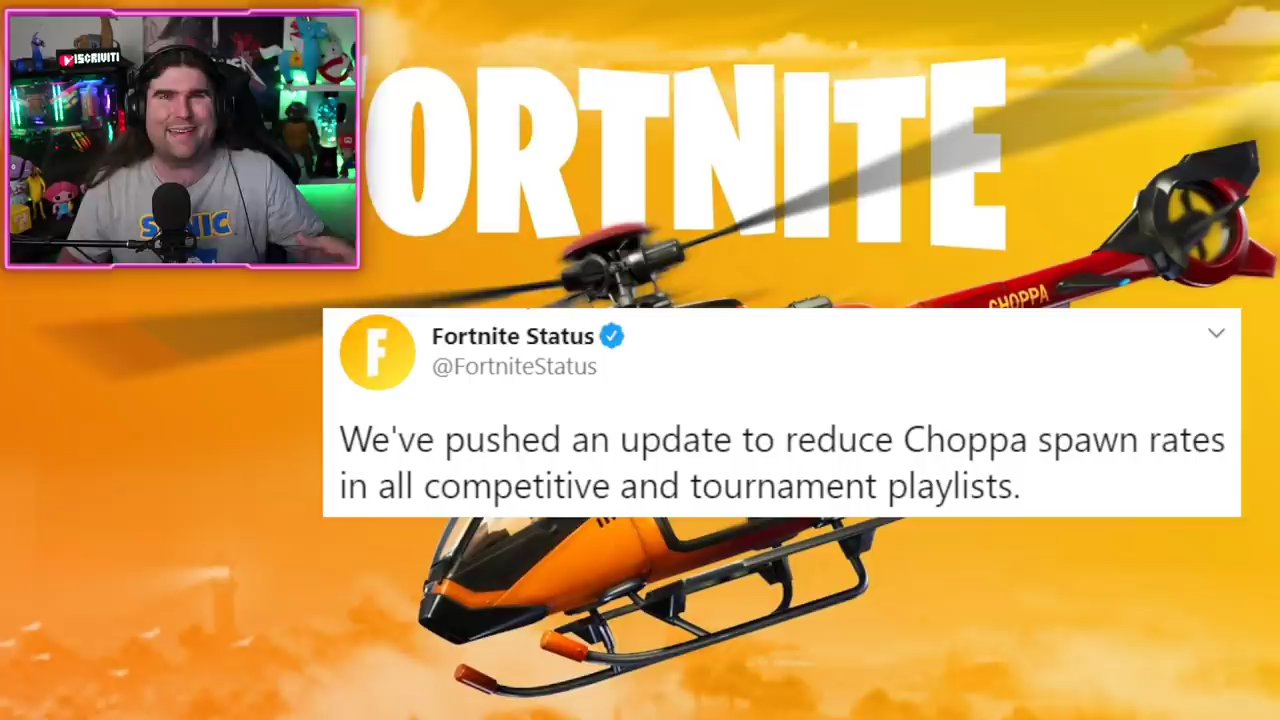 ISCRIVITI
SONIC
FORTNITE
CHOPPA
Fortnite Status
@FortniteStatus
We've pushed an update to reduce Choppa spawn rates
in all competitive and tournament playlists.